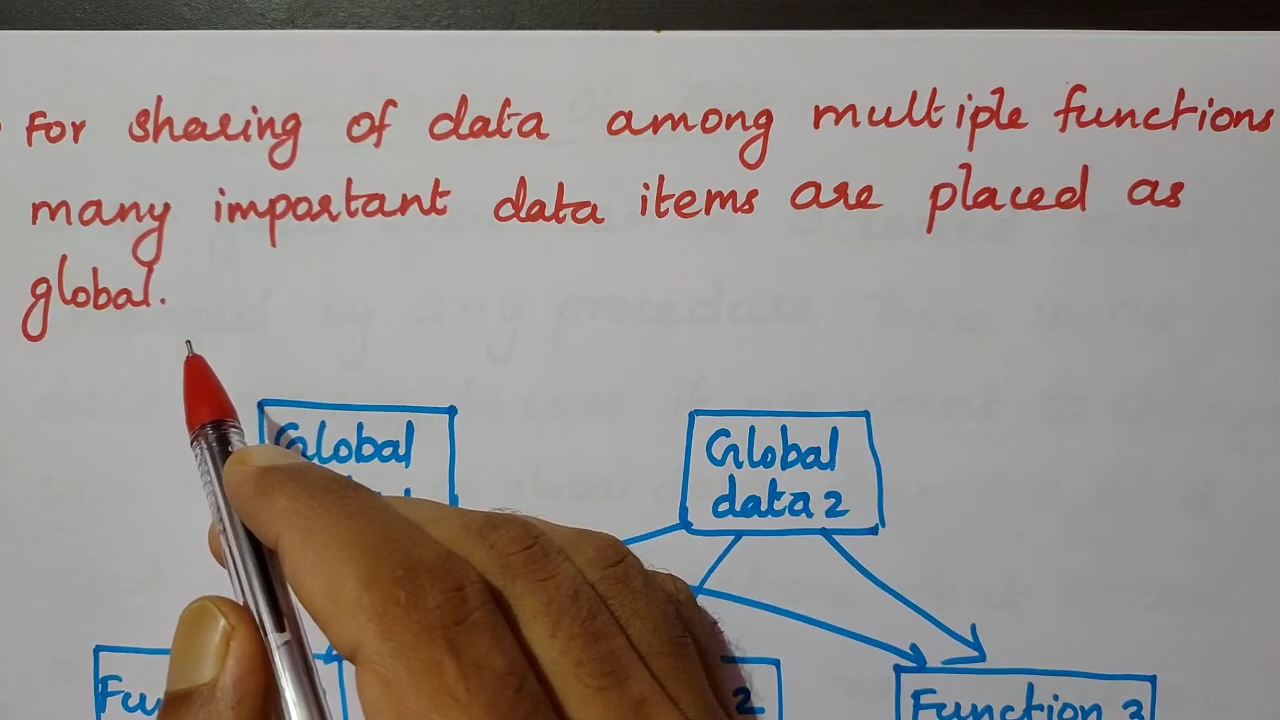 For sharing of data among multiple functions
many important data items are placed as
global.
Global
Global
data 2
2
Function 3